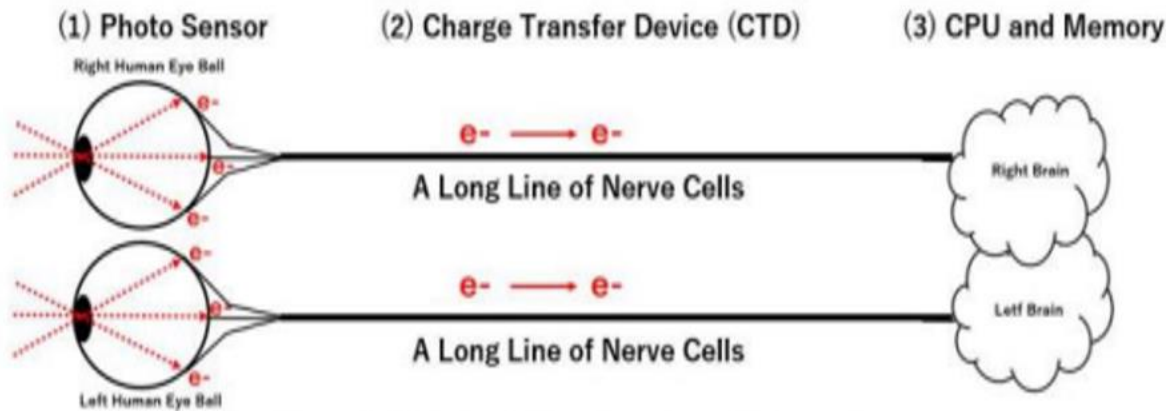 (1) Photo Sensor (2) Charge Transfer Device (CTD) (3) CPU and Memory
Right Human Eye Ball
e-
e- → e-
e-
Right Brain
A Long Line of Nerve Cells
e-
e-
e- → e-
e-
Letf Brain
A Long Line of Nerve Cells
e-
Left Human Eye Ball